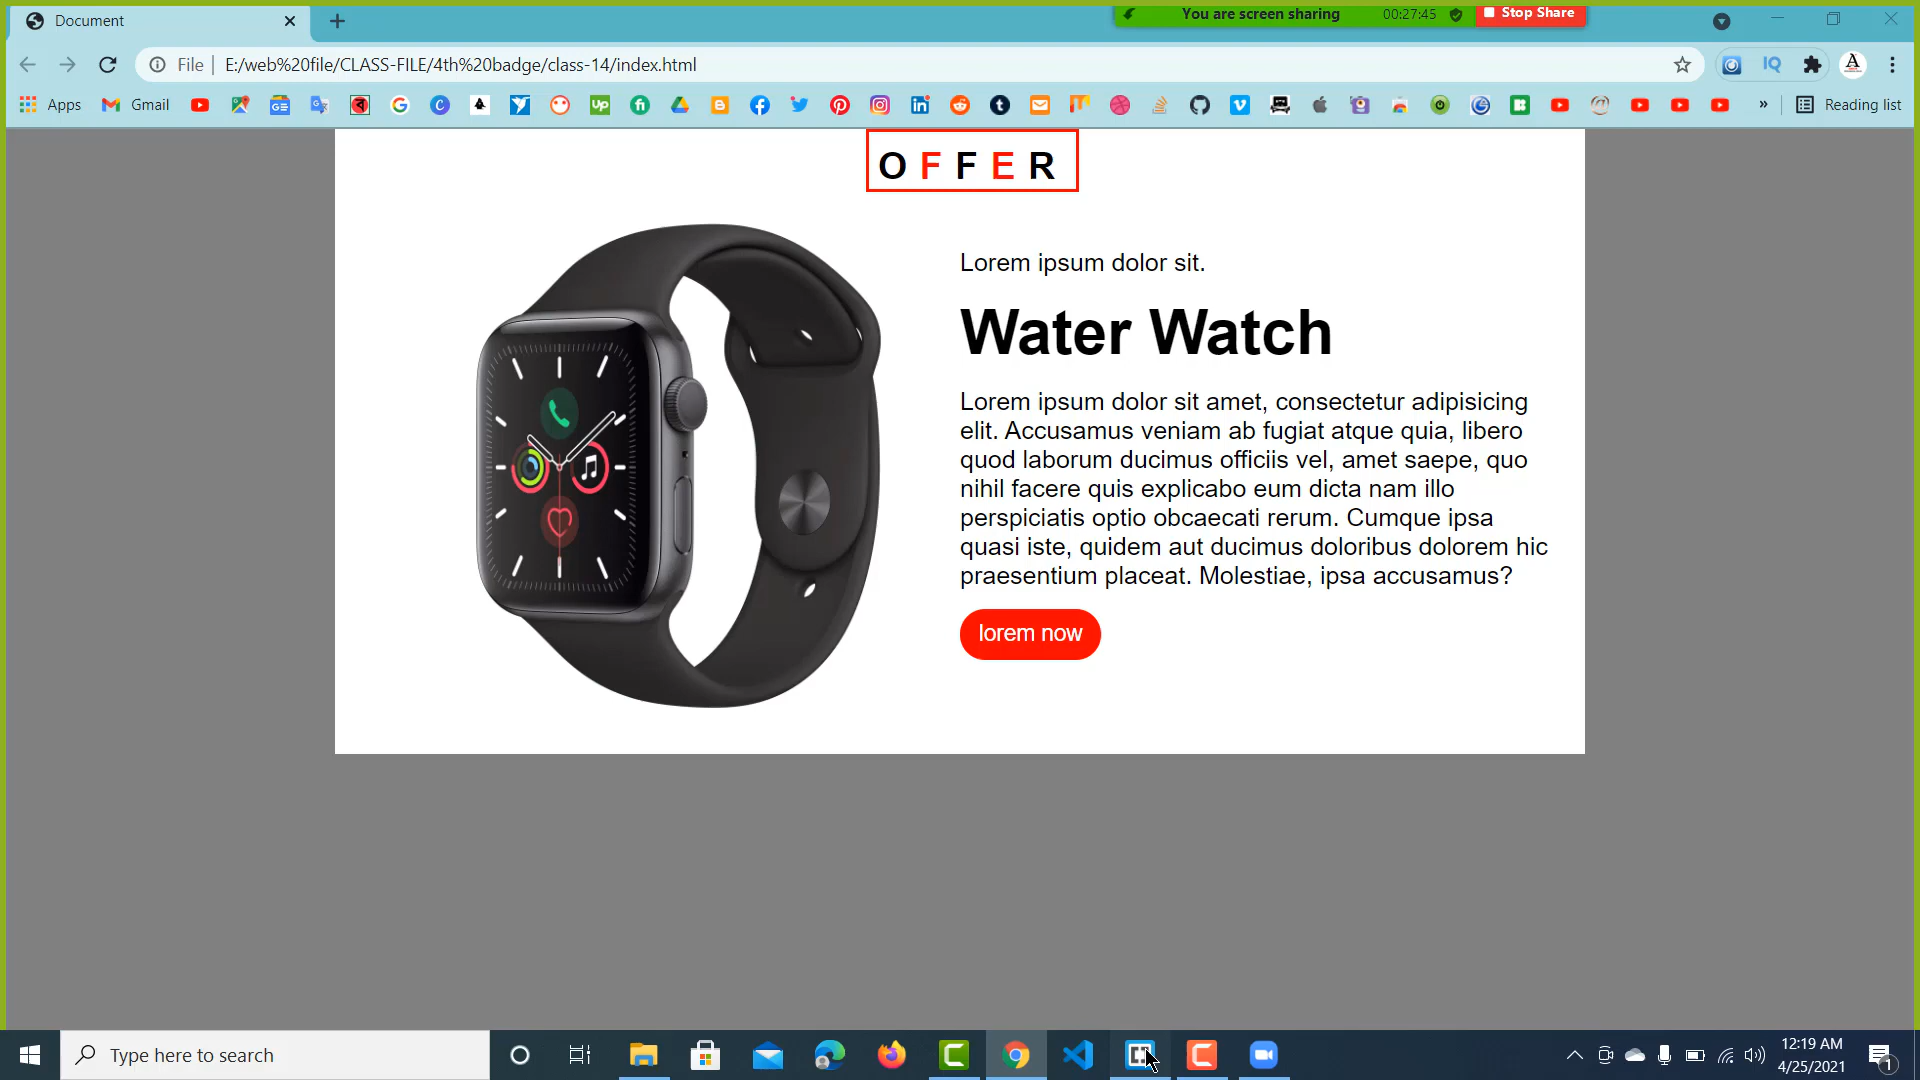 Document
You are screen sharing 00:27:45 Stop Share
File E:/web%20file/CLASS-FILE/4th%20badge/class-14/index.html
IQ
Apps Gmail Reading list
OFFER
Lorem ipsum dolor sit.
Water Watch
Lorem ipsum dolor sit amet, consectetur adipisicing
elit. Accusamus veniam ab fugiat atque quia, libero
quod laborum ducimus officiis vel, amet saepe, quo
nihil facere quis explicabo eum dicta nam illo
perspiciatis optio obcaecati rerum. Cumque ipsa
quasi iste, quidem aut ducimus doloribus dolorem hic
praesentium placeat. Molestiae, ipsa accusamus?
lorem now
Type here to search
12:19 AM
4/25/2021
1